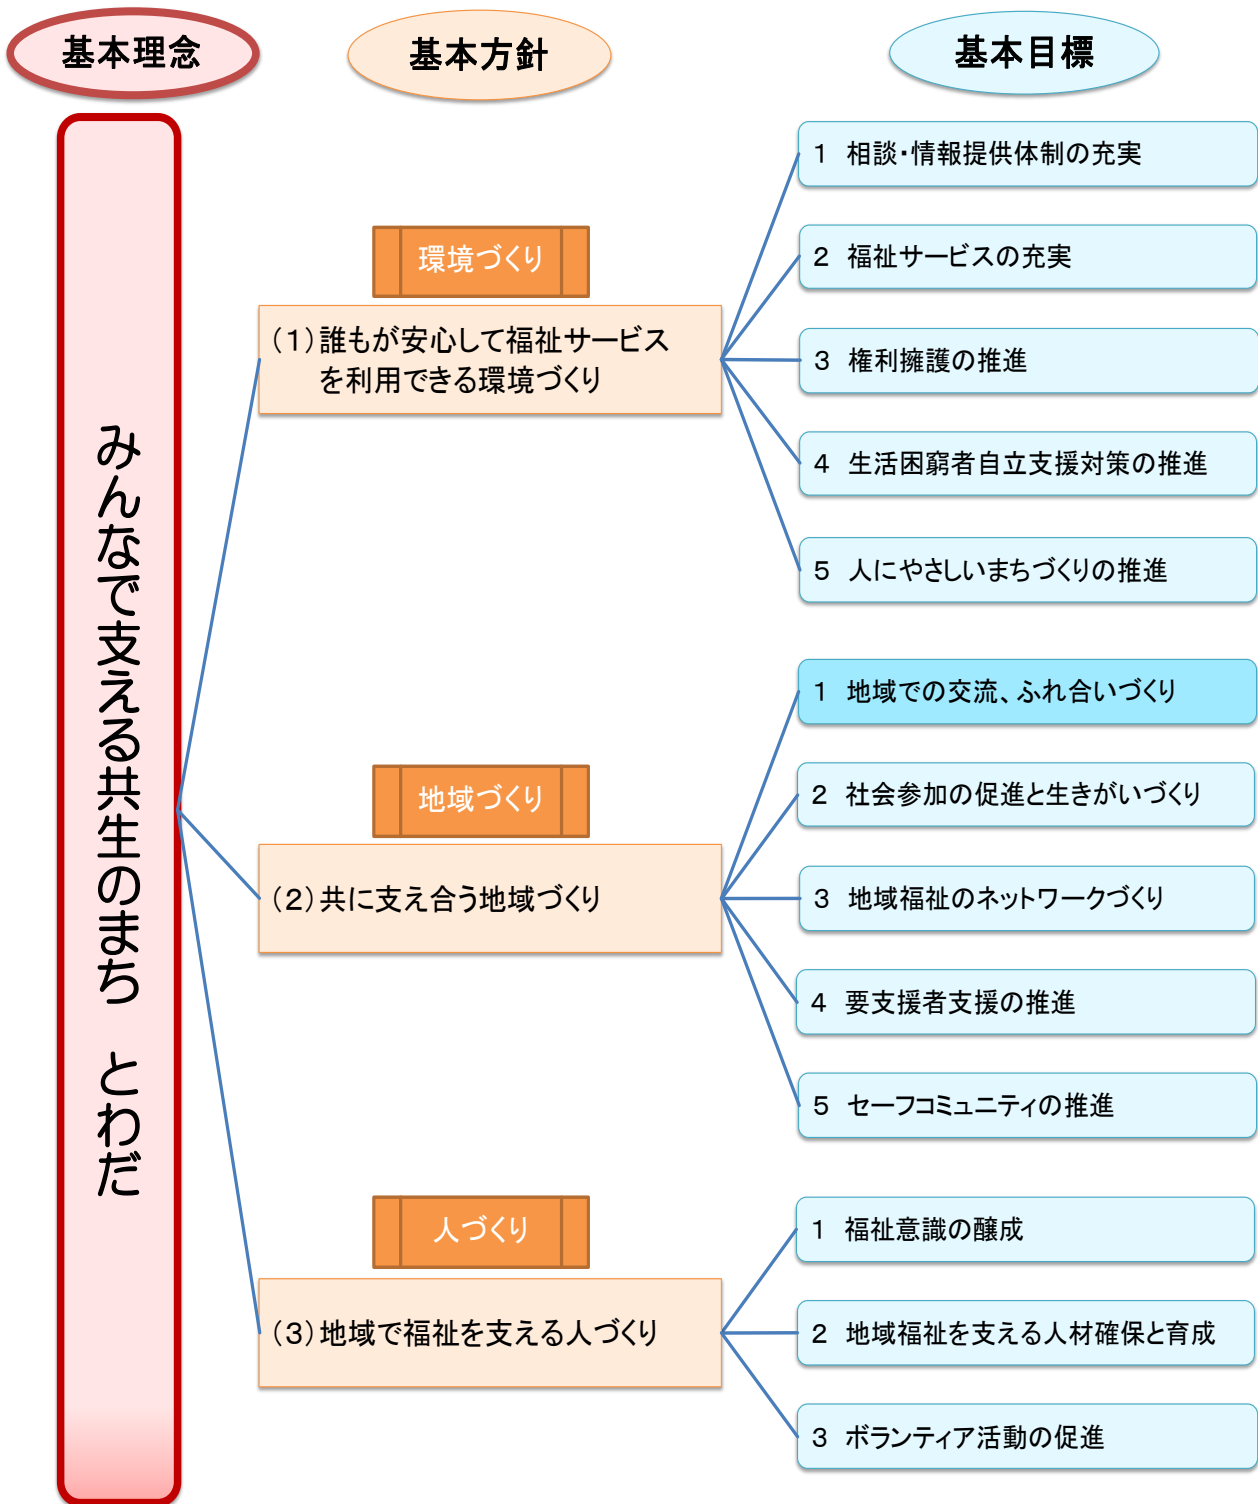 基本理念
基本方針
基本目標
みんなで支える共生のまち　とわだ
環境づくり
（１）誰もが安心して福祉サービス
を利用できる環境づくり
１　相談・情報提供体制の充実
２　福祉サービスの充実
３　権利擁護の推進
４　生活困窮者自立支援対策の推進
５　人にやさしいまちづくりの推進
地域づくり
（２）共に支え合う地域づくり
１　地域での交流、ふれ合いづくり
２　社会参加の促進と生きがいづくり
３　地域福祉のネットワークづくり
４　要支援者支援の推進
５　セーフコミュニティの推進
人づくり
（３）地域で福祉を支える人づくり
１　福祉意識の醸成
２　地域福祉を支える人材確保と育成
３　ボランティア活動の促進